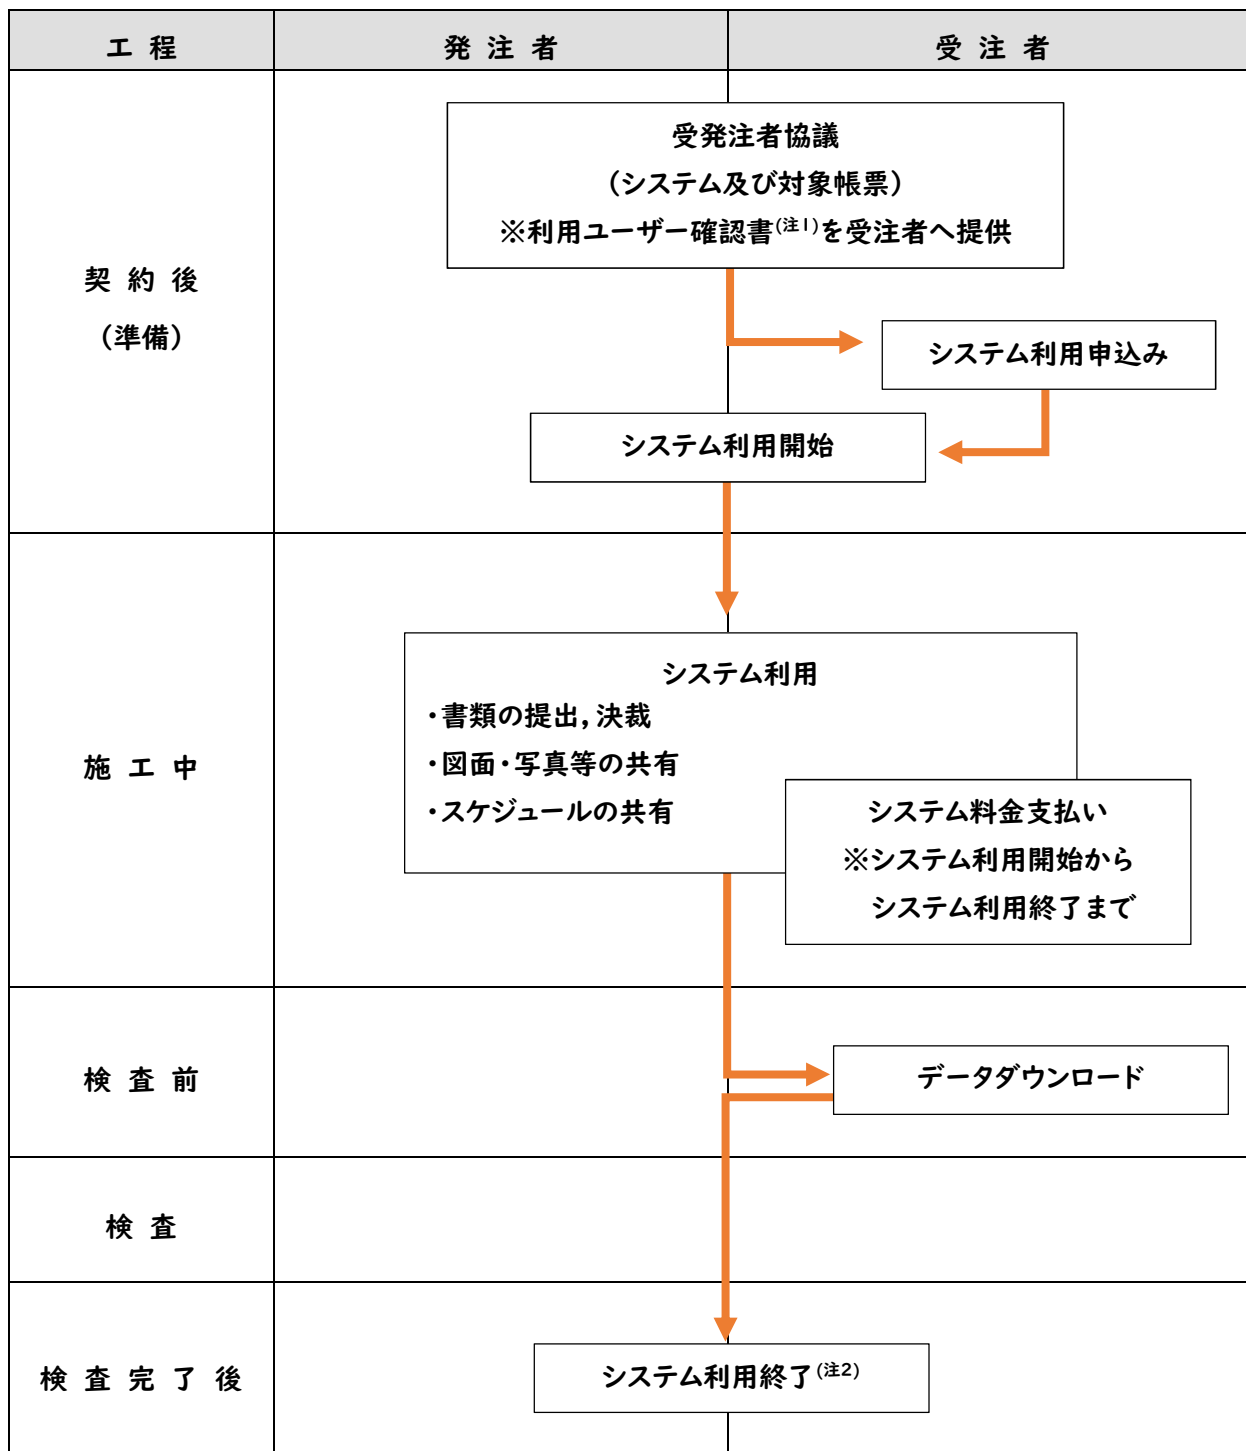 工程 発注者 受注者
受発注者協議
(システム及び対象帳票)
※利用ユーザー確認書(注1)を受注者へ提供
契約後
(準備)
システム利用申込み
システム利用開始
システム利用
・書類の提出,決裁
・図面・写真等の共有
・スケジュールの共有
施工中
システム料金支払い
※システム利用開始から
システム利用終了まで
検査前
データダウンロード
検査
検査完了後
システム利用終了(注2)